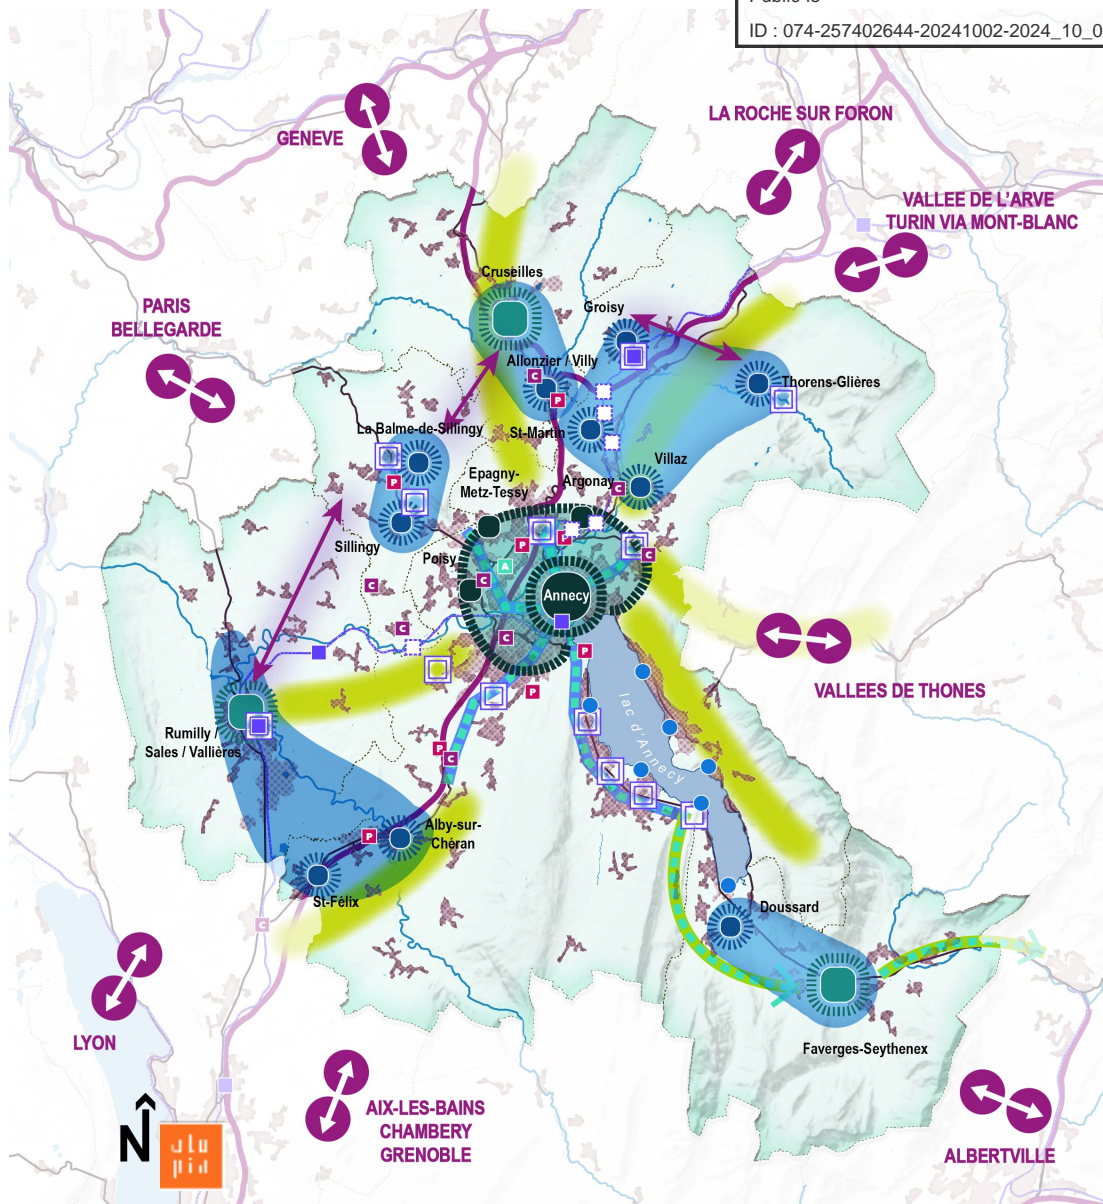 ID : 074-257402644-20241002-2024_10_0
GENEVE
LA ROCHE SUR FORON
VALLEE DE L'ARVE
TURIN VIA MONT-BLANC
PARIS
BELLEGARDE
Cruseilles
Groisy
Allonzier / Villy
Thorens-Glières
C
P
La Balme-de-Sillingy
St-Martin
Epagny-
Metz-Tessy
Villaz
Argonay
P
C
Sillingy
Poisy
P
P
C
A
C
C
Annecy
C
C
P
VALLEES DE THONES
P
lac d'Annecy
Rumilly /
Sales / Vallières
P
C
Alby-sur-
Chéran
P
St-Félix
C
Doussard
LYON
Faverges-Seythenex
AIX-LES-BAINS
CHAMBERY
GRENOBLE
ALBERTVILLE
N